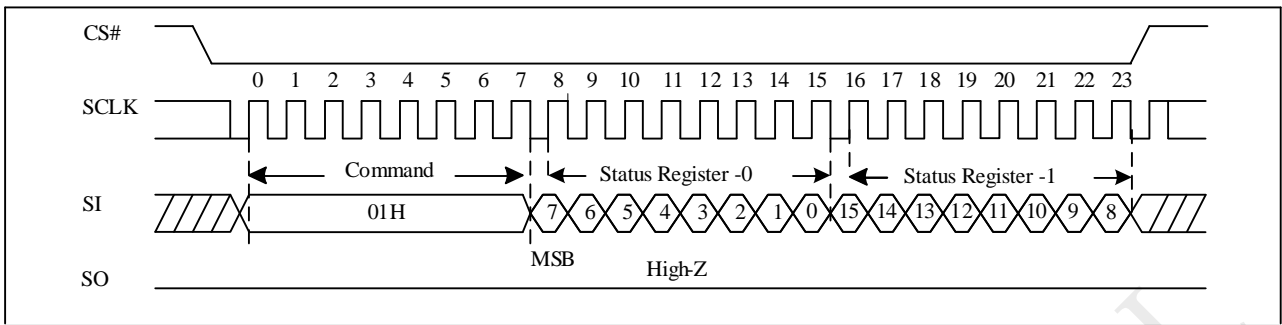 CS#
0 1 2 3 4 5 6 7 8 9 10 11 12 13 14 15 16 17 18 19 20 21 22 23
SCLK
Command Status Register -0 Status Register -1
SI 01H 7 6 5 4 3 2 1 0 15 14 13 12 11 10 9 8
MSB High-Z
SO